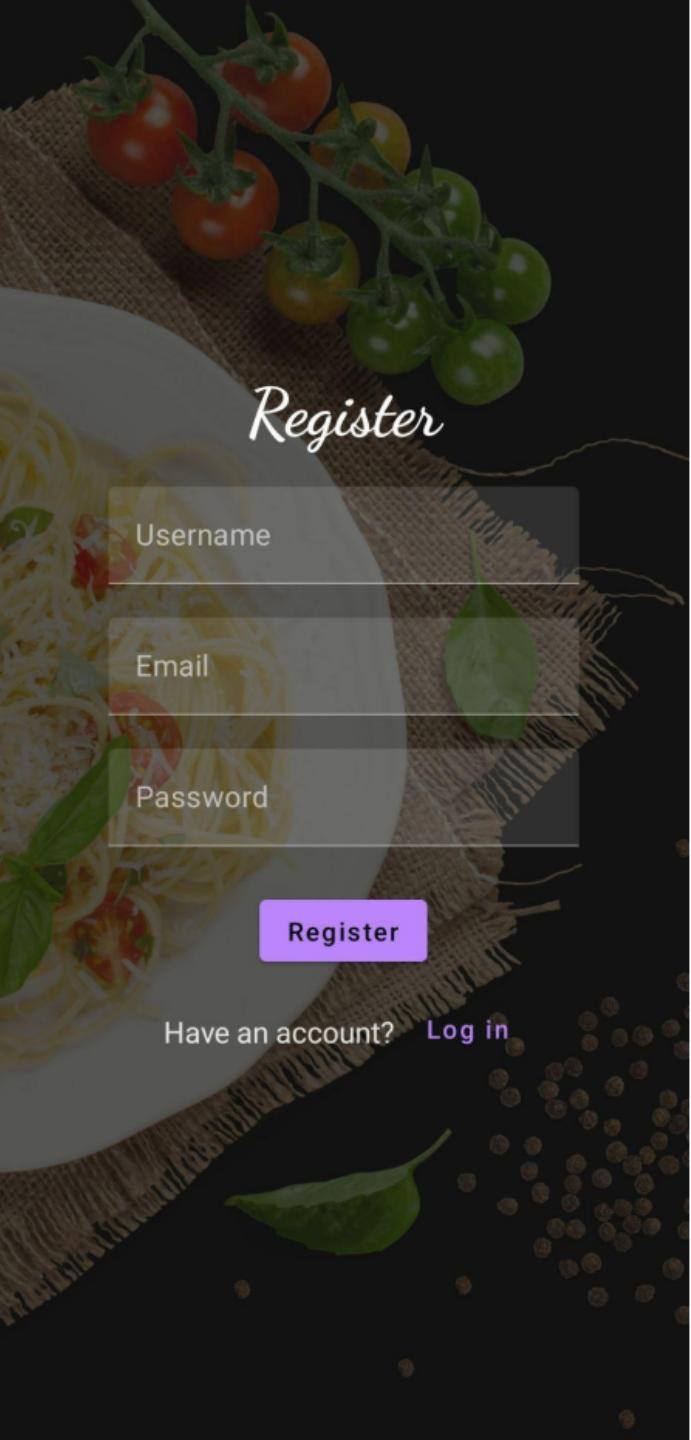 Register
Username
Email
Password
Register
Have an account? Log in